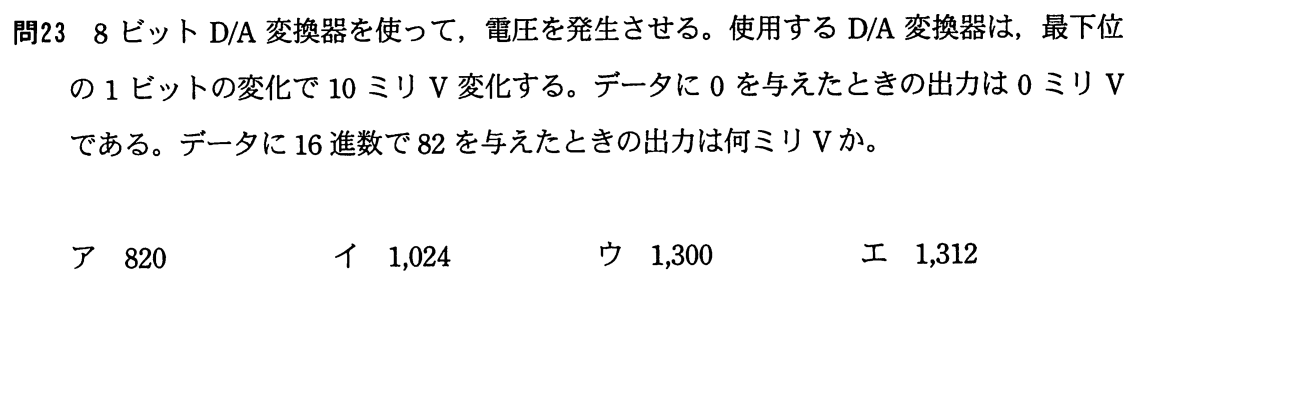 問23 8 ビット D/A 変換器を使って，電圧を発生させる。使用する D/A 変換器は，最下位
の 1 ビットの変化で 10 ミリ V 変化する。データに 0 を与えたときの出力は 0 ミリ V
である。データに 16 進数で 82 を与えたときの出力は何ミリ V か。
ア 820 イ 1,024 ウ 1,300 エ 1,312